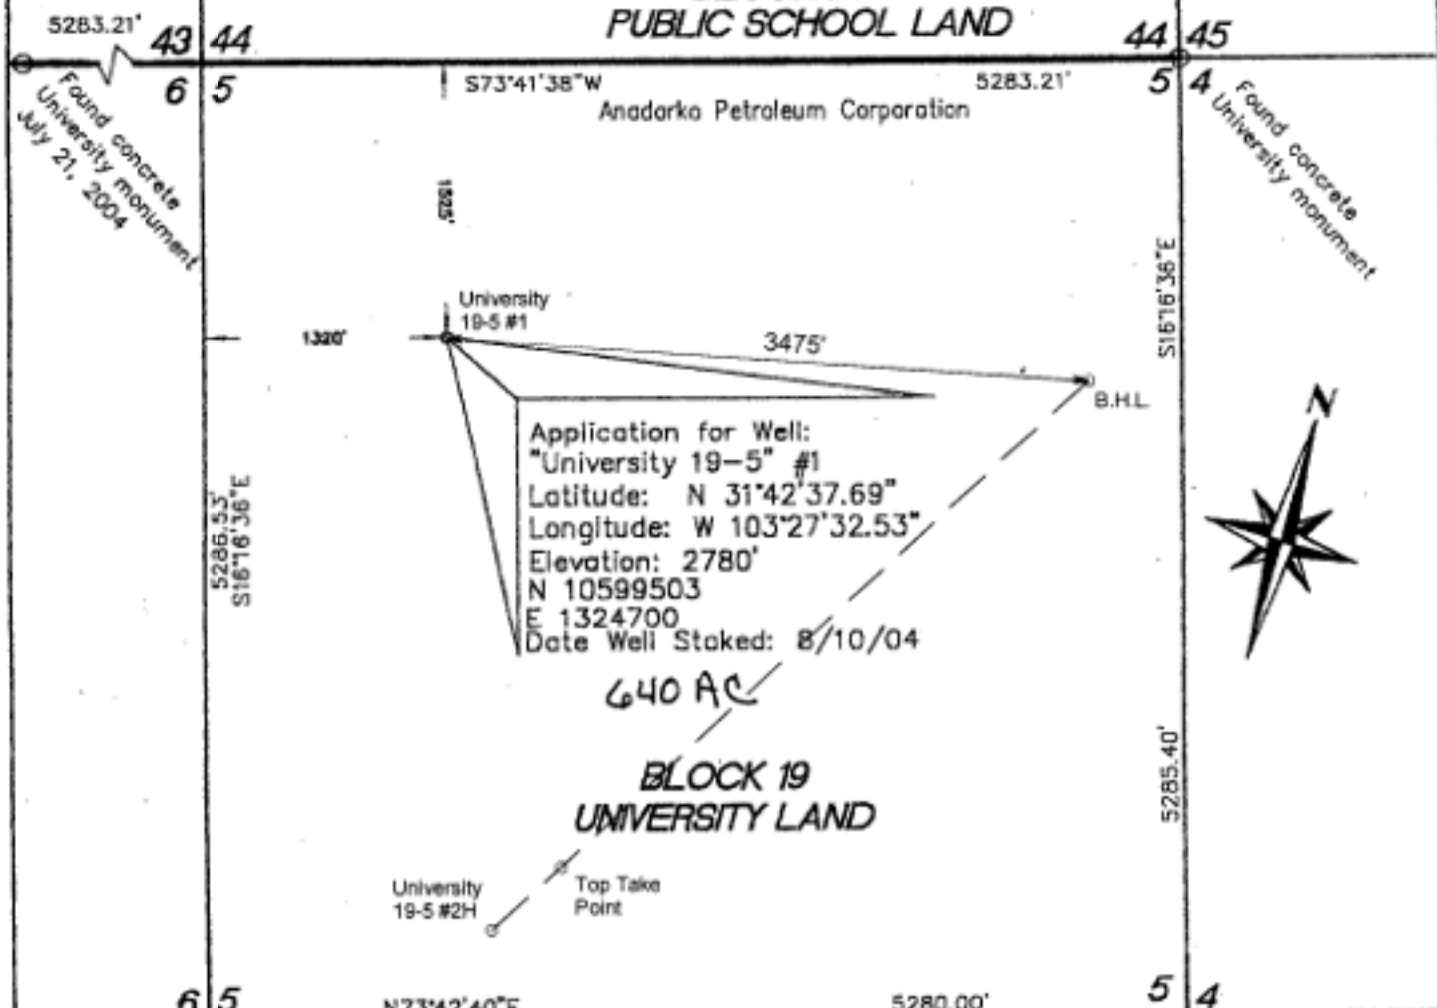 PUBLIC SCHOOL LAND
5283.21'
43 44
44 45
6 5
5 4
S73°41'38"W
5283.21'
Anadarko Petroleum Corporation
Found concrete
University monument
July 21, 2004
Found concrete
University monument
1525'
S16°16'36"E
University
19-5 #1
1320'
3475'
B.H.L.
N
Application for Well:
"University 19-5" #1
Latitude: N 31°42'37.69"
Longitude: W 103°27'32.53"
Elevation: 2780'
N 10599503
E 1324700
Date Well Staked: 8/10/04
5286.53'
S16°16'36"E
640 AC
BLOCK 19
UNIVERSITY LAND
5285.40'
University
19-5 #2H
Top Take
Point
6 5
N73°42'40"E
5280.00'
5 4